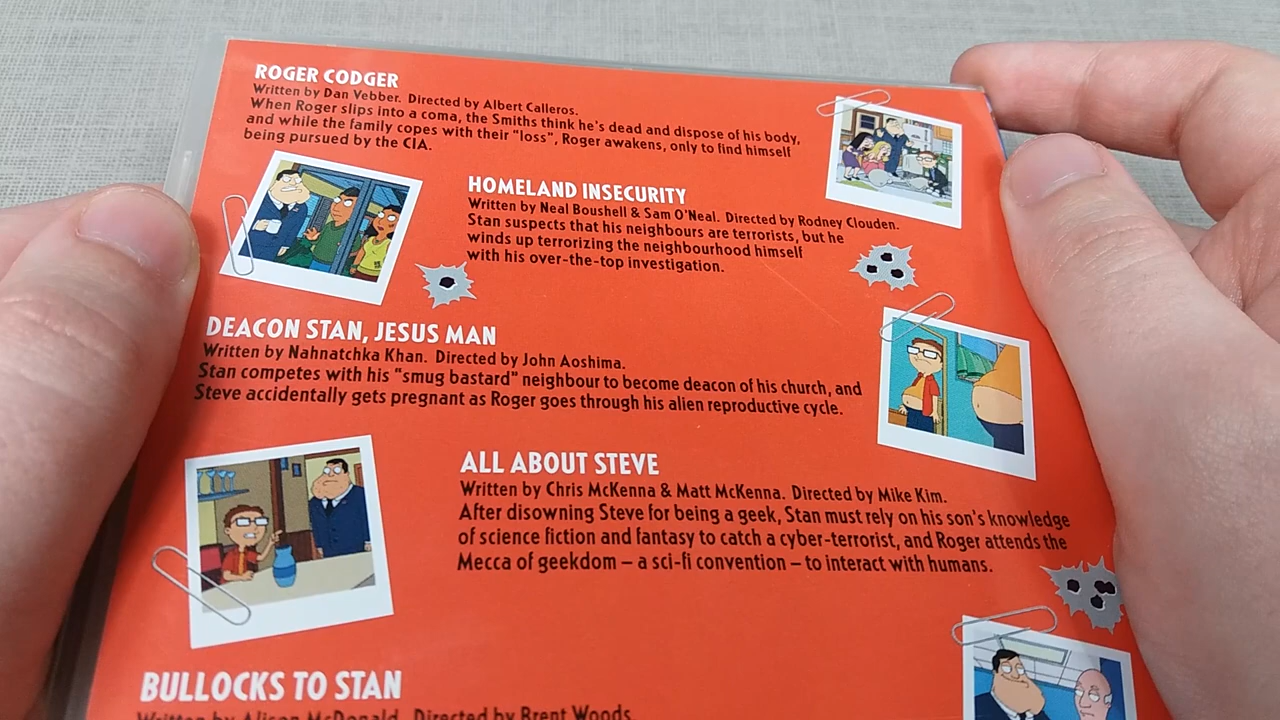 ROGER CODGER
Written by Dan Vebber. Directed by Albert Calleros.
When Roger slips into a coma, the Smiths think he's dead and dispose of his body,
and while the family copes with their "loss", Roger awakens, only to find himself
being pursued by the CIA.
HOMELAND INSECURITY
Written by Neal Boushell & Sam O'Neal. Directed by Rodney Clouden.
Stan suspects that his neighbours are terrorists, but he
winds up terrorizing the neighbourhood himself
with his over-the-top investigation.
DEACON STAN, JESUS MAN
Written by Nahnatchka Khan. Directed by John Aoshima.
Stan competes with his "smug bastard" neighbour to become deacon of his church, and
Steve accidentally gets pregnant as Roger goes through his alien reproductive cycle.
ALL ABOUT STEVE
Written by Chris McKenna & Matt McKenna. Directed by Mike Kim.
After disowning Steve for being a geek, Stan must rely on his son's knowledge
of science fiction and fantasy to catch a cyber-terrorist, and Roger attends the
Mecca of geekdom – a sci-fi convention – to interact with humans.
BULLOCKS TO STAN
Written by Alison McDonald. Directed by Brent Woods.